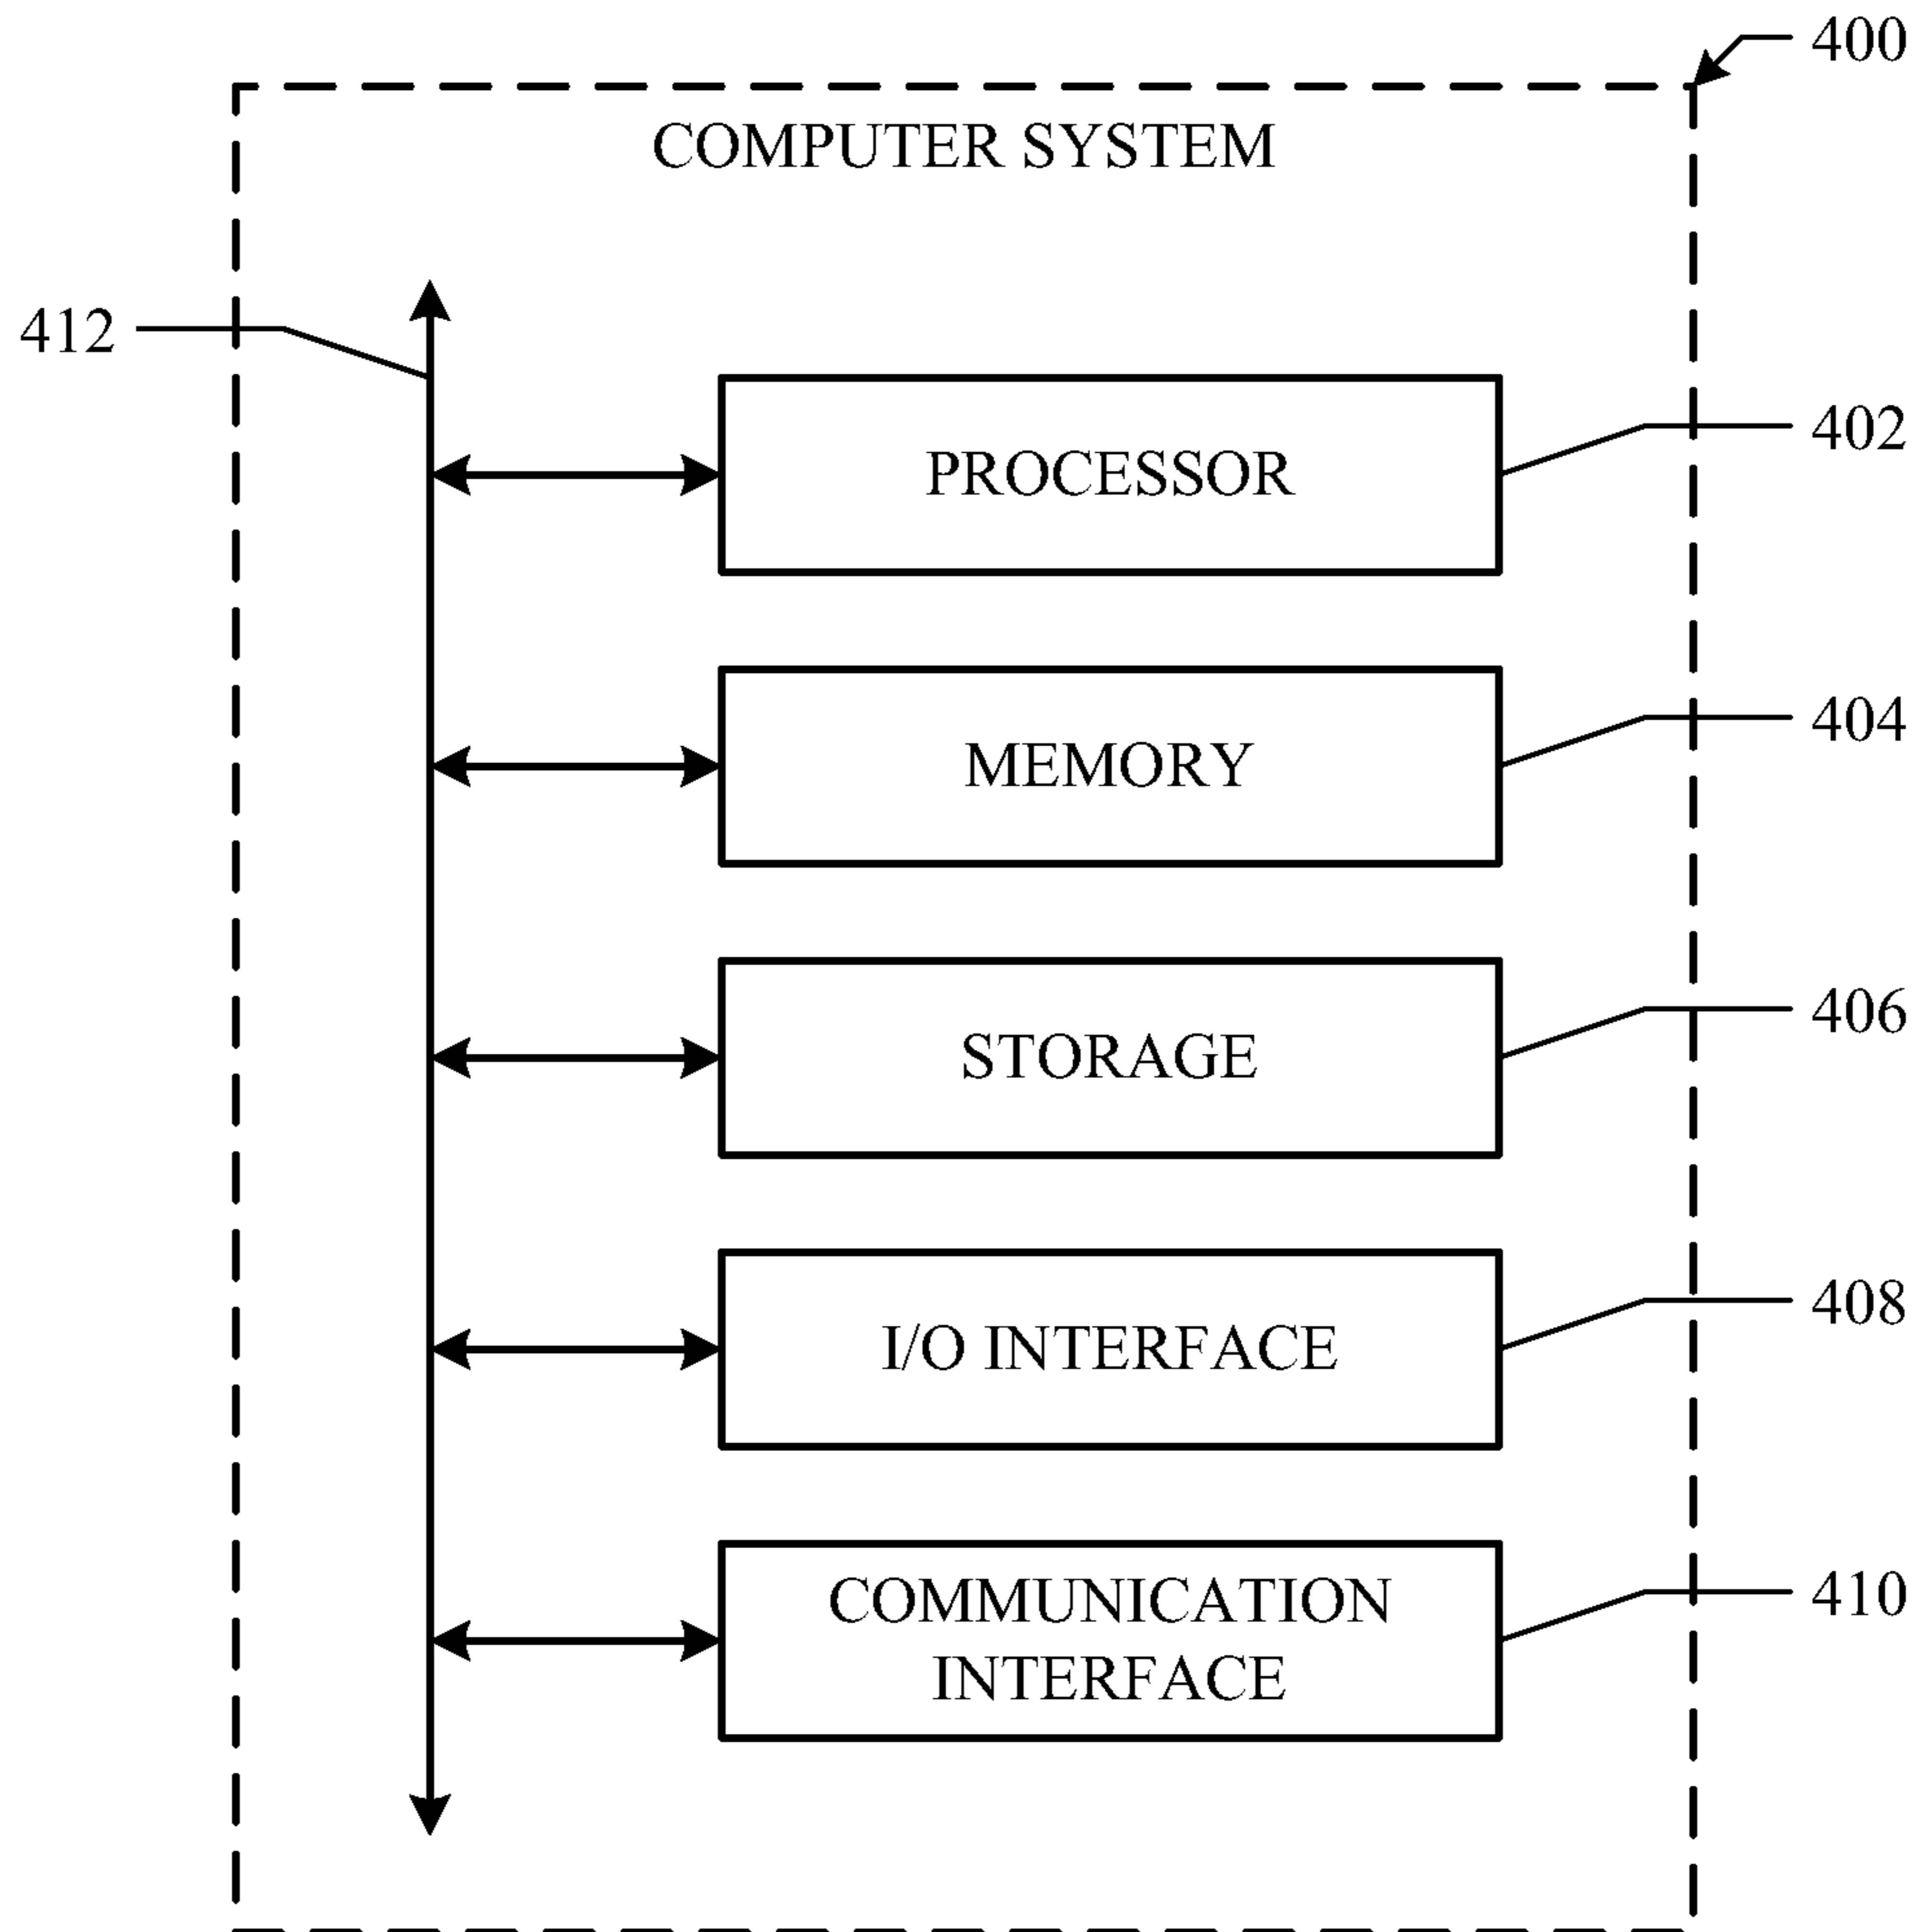 400
COMPUTER SYSTEM
412
402
PROCESSOR
404
MEMORY
406
STORAGE
408
I/O INTERFACE
410
COMMUNICATION
INTERFACE